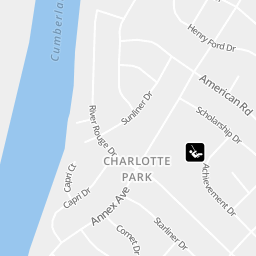 Cumberla
Henry Ford Dr
American Rd
Sunliner Dr
River Rouge Dr
Scholarship Dr
CHARLOTTE
PARK
Achievement Dr
Capri Ct
Capri Dr
Annex Ave
Comet Dr
Starliner Dr